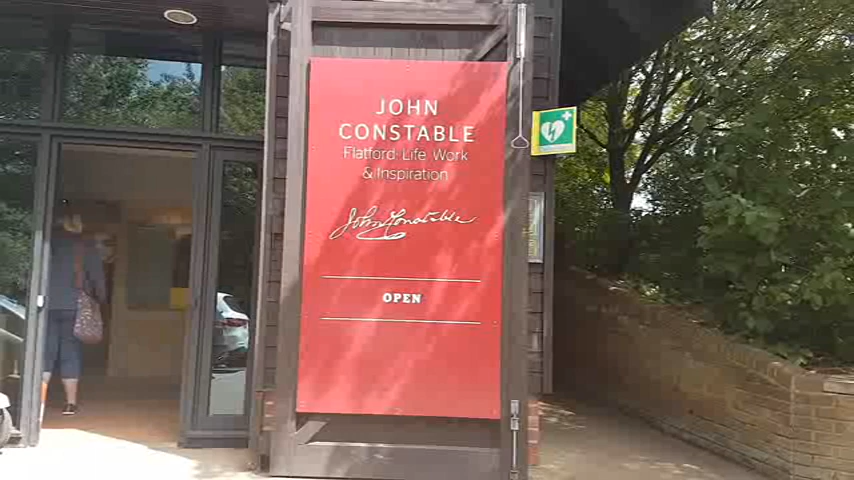 JOHN
CONSTABLE
Flatford-Life Work
& Inspiration
John Constable
OPEN